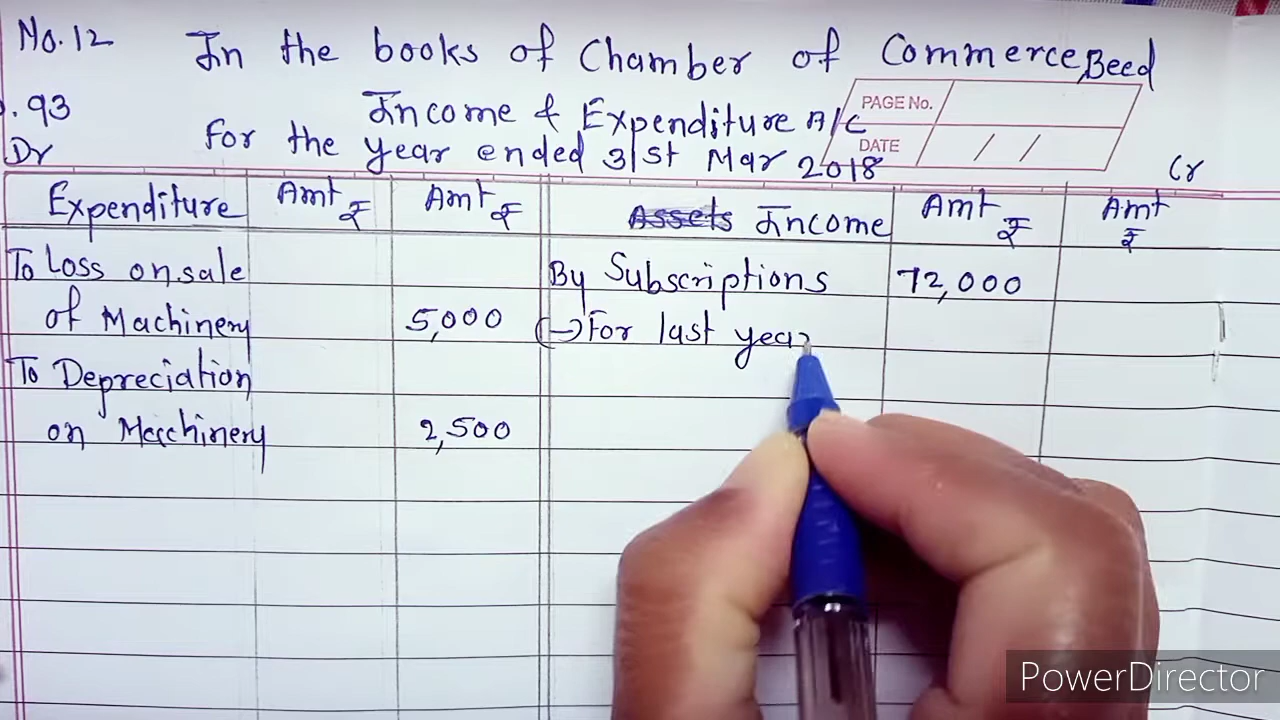 No. 12 In the books of Chamber of Commerce, Beed
. 93 Income & Expenditure A/C PAGE No.
Dr For the year ended 31st Mar 2018 DATE / / Cr
Expenditure Amt ₹ Amt ₹ Assets Income Amt ₹ Amt ₹
To Loss on sale By Subscriptions 72,000
of Machinery 5,000 (-) For last year
To Depreciation
on Machinery 2,500
PowerDirector